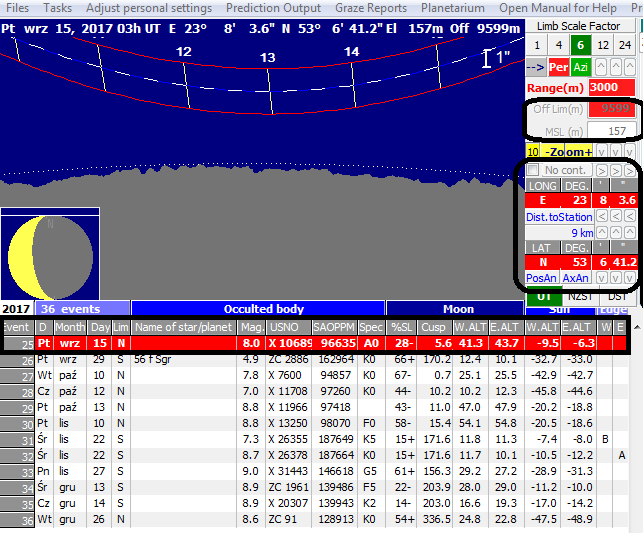 Files Tasks Adjust personal settings Prediction Output Graze Reports Planetarium Open Manual for Help Pr
Pt wrz 15, 2017 03h UT E 23° 8' 3.6" N 53° 6' 41.2" El 157m Off 9599m
12 13 14
1"
Limb Scale Factor
1 4 6 12 24
--> Per Azi ^ ^ ^
Range(m) 3000
Off Lim(m) 9599
MSL (m) 157
10 -Zoom+ v v v
No cont. > > >
LONG DEG. ' "
E 23 8 3.6
Dist.toStation < < <
9 km ^ ^ ^
LAT DEG. ' "
N 53 6 41.2
PosAn AxAn v v v
UT NZST DST
N
2017 36 events Occulted body Moon Sun Edge
Event D Month Day Lim Name of star/planet Mag. USNO SAOPPM Spec %SL Cusp W.ALT E.ALT W.ALT E.ALT W E
25 Pt wrz 15 N 8.0 X 10689 96635 A0 28- 5.6 41.3 43.7 -9.5 -6.3
26 Pt wrz 29 S 56 f Sgr 4.9 ZC 2886 162964 K0 66+ 170.2 12.4 10.1 -32.7 -33.0
27 Wt paź 10 N 7.8 X 7600 94857 K0 67- 0.7 25.1 25.5 -42.9 -42.7
28 Cz paź 12 N 7.0 X 11708 97260 K0 44- 10.2 10.2 12.3 -45.8 -44.6
29 Pt paź 13 N 8.8 X 11966 97418 43- 11.0 47.0 47.9 -20.2 -18.8
30 Pt lis 10 N 8.8 X 13250 98070 F0 58- 15.4 54.1 54.8 -20.5 -18.6
31 Śr lis 22 S 7.3 X 26355 187649 K5 15+ 171.6 11.8 11.3 -7.4 -8.0 B
32 Śr lis 22 S 8.7 X 26378 187664 K0 15+ 171.6 11.7 11.1 -10.5 -12.2 A
33 Pn lis 27 S 9.0 X 31443 146618 G5 61+ 156.3 29.2 27.2 -28.9 -31.3
34 Śr gru 13 S 8.9 ZC 1961 139486 F5 22- 203.9 28.0 29.0 -11.2 -10.0
35 Cz gru 14 S 8.9 X 20307 139943 K2 14- 203.0 16.6 19.3 -17.0 -14.2
36 Wt gru 26 N 8.6 ZC 91 128913 K0 54+ 336.5 24.8 22.8 -47.5 -48.9